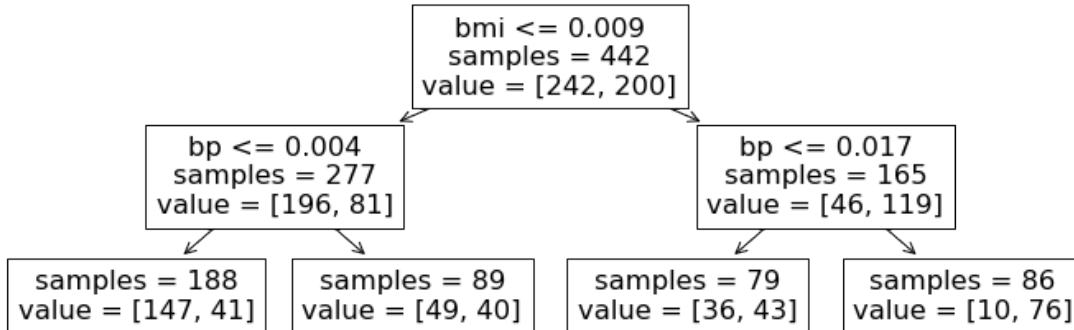 bmi <= 0.009
samples = 442
value = [242, 200]
bp <= 0.004
samples = 277
value = [196, 81]
bp <= 0.017
samples = 165
value = [46, 119]
samples = 188
value = [147, 41]
samples = 89
value = [49, 40]
samples = 79
value = [36, 43]
samples = 86
value = [10, 76]